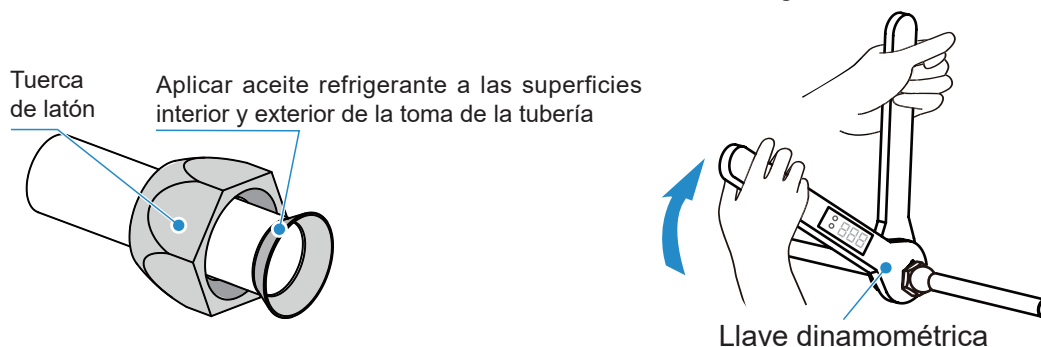 Tuerca
de latón
Aplicar aceite refrigerante a las superficies
interior y exterior de la toma de la tubería
Llave dinamométrica